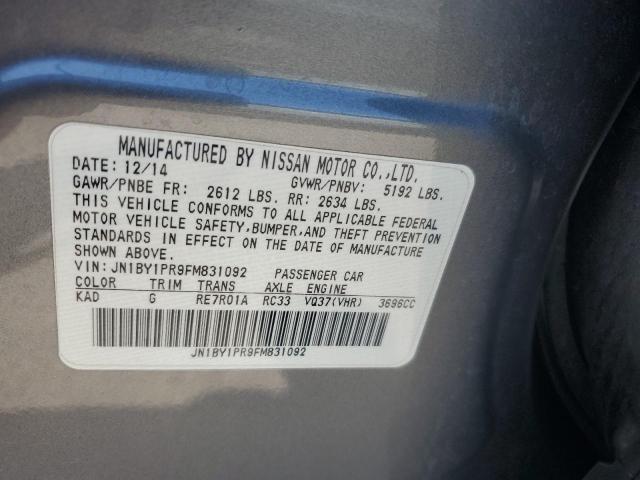 MANUFACTURED BY NISSAN MOTOR CO.,LTD.
DATE: 12/14 GVWR/PNBV: 5192 LBS.
GAWR/PNBE FR: 2612 LBS. RR: 2634 LBS.
THIS VEHICLE CONFORMS TO ALL APPLICABLE FEDERAL
MOTOR VEHICLE SAFETY,BUMPER,AND THEFT PREVENTION
STANDARDS IN EFFECT ON THE DATE OF MANUFACTURE
SHOWN ABOVE.
VIN: JN1BY1PR9FM831092 PASSENGER CAR
COLOR TRIM TRANS AXLE ENGINE
KAD G RE7R01A RC33 VQ37(VHR) 3696CC
JN1BY1PR9FM831092